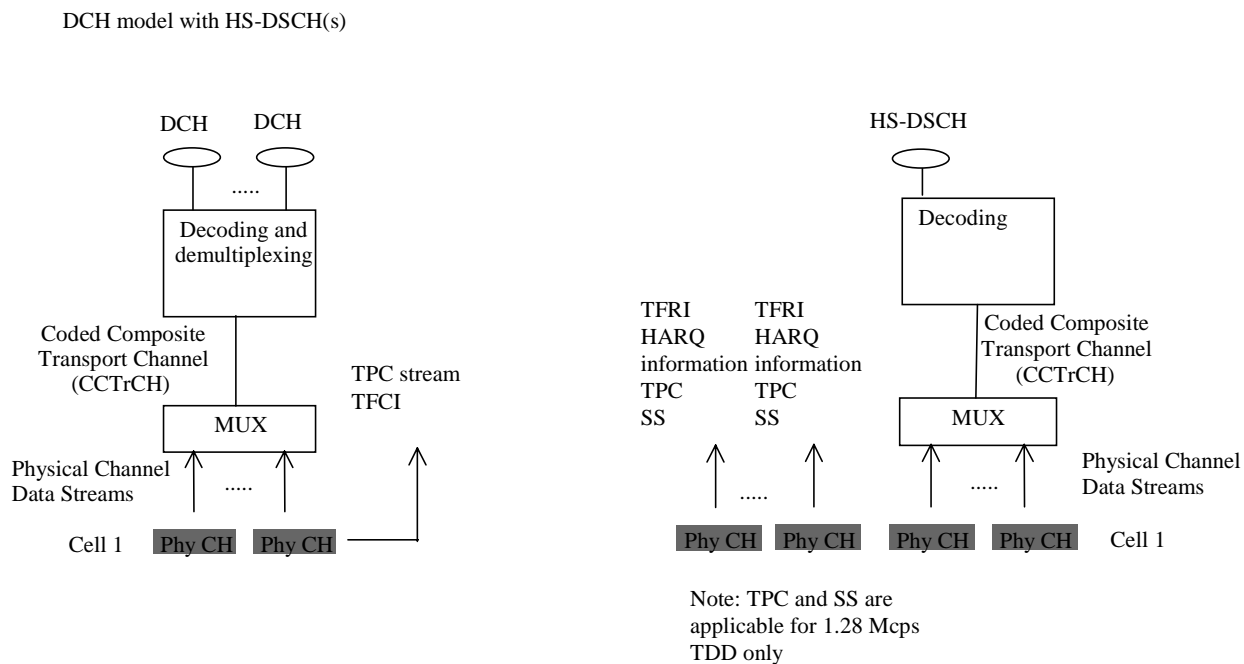 DCH model with HS-DSCH(s)
DCH
DCH
.....
Decoding and
demultiplexing
Coded Composite
Transport Channel
(CCTrCH)
TPC stream
TFCI
MUX
Physical Channel
Data Streams
.....
Cell 1
Phy CH
Phy CH
HS-DSCH
Decoding
TFRI
HARQ
information
TPC
SS
TFRI
HARQ
information
TPC
SS
Coded Composite
Transport Channel
(CCTrCH)
MUX
.....
.....
Physical Channel
Data Streams
Phy CH
Phy CH
Phy CH
Phy CH
Cell 1
Note: TPC and SS are
applicable for 1.28 Mcps
TDD only